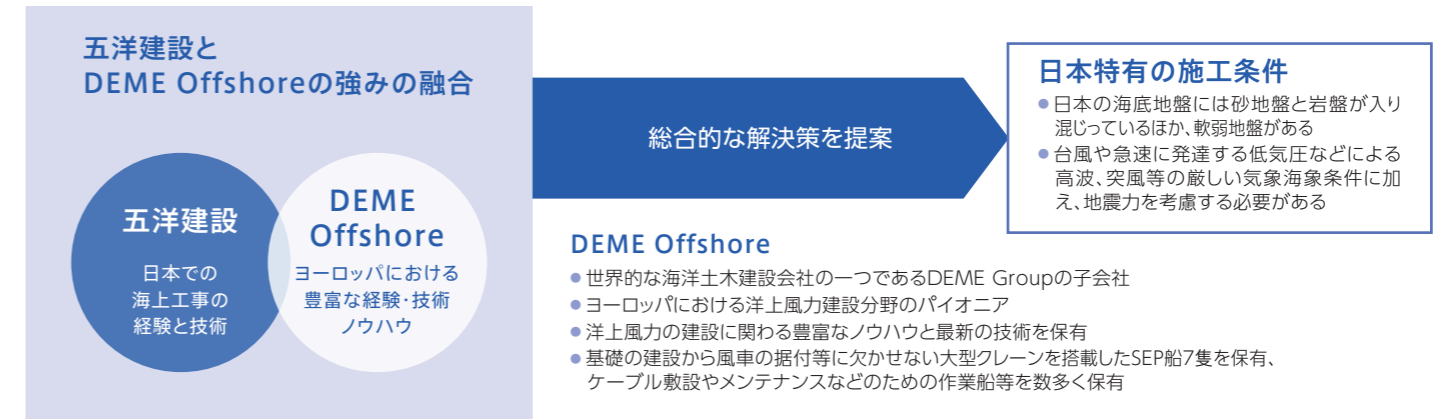 五洋建設と
DEME Offshoreの強みの融合
五洋建設
日本での
海上工事の
経験と技術
DEME
Offshore
ヨーロッパにおける
豊富な経験・技術
ノウハウ
総合的な解決策を提案
日本特有の施工条件
●日本の海底地盤には砂地盤と岩盤が入り
混じっているほか、軟弱地盤がある
●台風や急速に発達する低気圧などによる
高波、突風等の厳しい気象海象条件に加
え、地震力を考慮する必要がある
DEME Offshore
●世界的な海洋土木建設会社の一つであるDEME Groupの子会社
●ヨーロッパにおける洋上風力建設分野のパイオニア
●洋上風力の建設に関わる豊富なノウハウと最新の技術を保有
●基礎の建設から風車の据付等に欠かせない大型クレーンを搭載したSEP船7隻を保有、
ケーブル敷設やメンテナンスなどのための作業船等を数多く保有